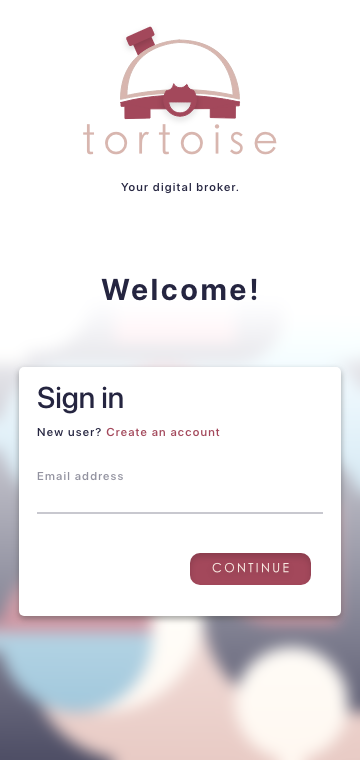 tortoise
Your digital broker.
Welcome!
Sign in
New user? Create an account
Email address
CONTINUE